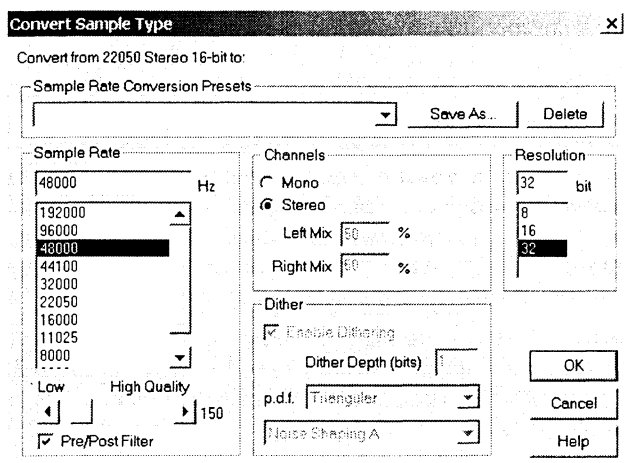 Convert Sample Type
Convert from 22050 Stereo 16-bit to:
Sample Rate Conversion Presets
Save As...
Delete
Sample Rate
48000 Hz
192000
96000
48000
44100
32000
22050
16000
11025
8000
Low High Quality
150
Pre/Post Filter
Channels
Mono
Stereo
Left Mix 50 %
Right Mix 50 %
Dither
Enable Dithering
Dither Depth (bits) 1
p.d.f. Triangular
Noise Shaping A
Resolution
32 bit
8
16
32
OK
Cancel
Help